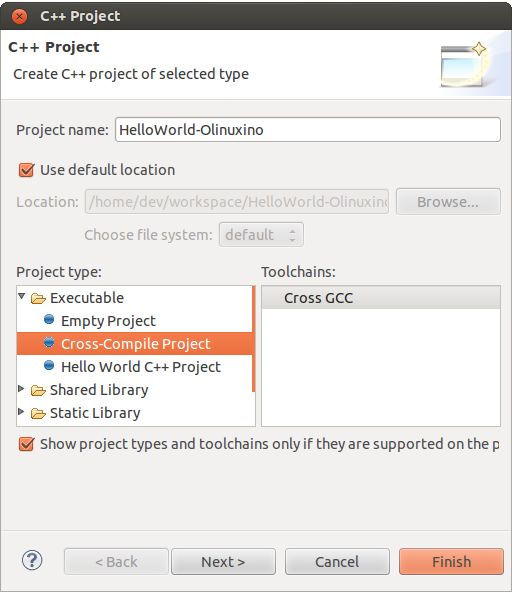 C++ Project
C++ Project
Create C++ project of selected type
Project name: HelloWorld-Olinuxino
Use default location
Location: /home/dev/workspace/HelloWorld-Olinuxino Browse...
Choose file system: default
Project type: Toolchains:
Executable Cross GCC
Empty Project
Cross-Compile Project
Hello World C++ Project
Shared Library
Static Library
Show project types and toolchains only if they are supported on the p
? < Back Next > Cancel Finish